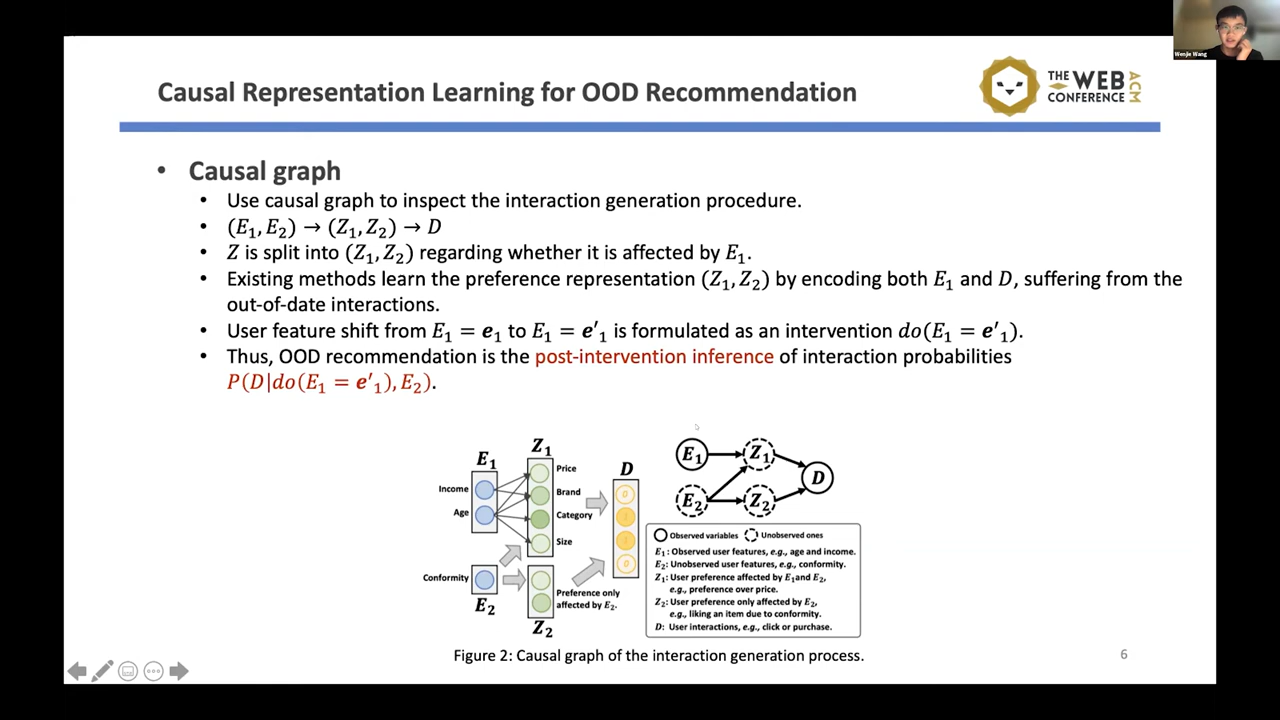 Wenjie Wang
Causal Representation Learning for OOD Recommendation
THE WEB CONFERENCE ACM
• Causal graph
• Use causal graph to inspect the interaction generation procedure.
• (E₁, E₂) → (Z₁, Z₂) → D
• Z is split into (Z₁, Z₂) regarding whether it is affected by E₁.
• Existing methods learn the preference representation (Z₁, Z₂) by encoding both E₁ and D, suffering from the
out-of-date interactions.
• User feature shift from E₁ = e₁ to E₁ = e′₁ is formulated as an intervention do(E₁ = e′₁).
• Thus, OOD recommendation is the post-intervention inference of interaction probabilities
P(D|do(E₁ = e′₁), E₂).
E₁
Income
Age
Conformity
E₂
Z₁
Price
Brand
Category
Size
Preference only
affected by E₂.
Z₂
D
0
1
1
0
E₁
Z₁
D
E₂
Z₂
Observed variables
Unobserved ones
E₁: Observed user features, e.g., age and income.
E₂: Unobserved user features, e.g., conformity.
Z₁: User preference affected by E₁and E₂,
e.g., preference over price.
Z₂: User preference only affected by E₂,
e.g., liking an item due to conformity.
D: User interactions, e.g., click or purchase.
Figure 2: Causal graph of the interaction generation process.
6